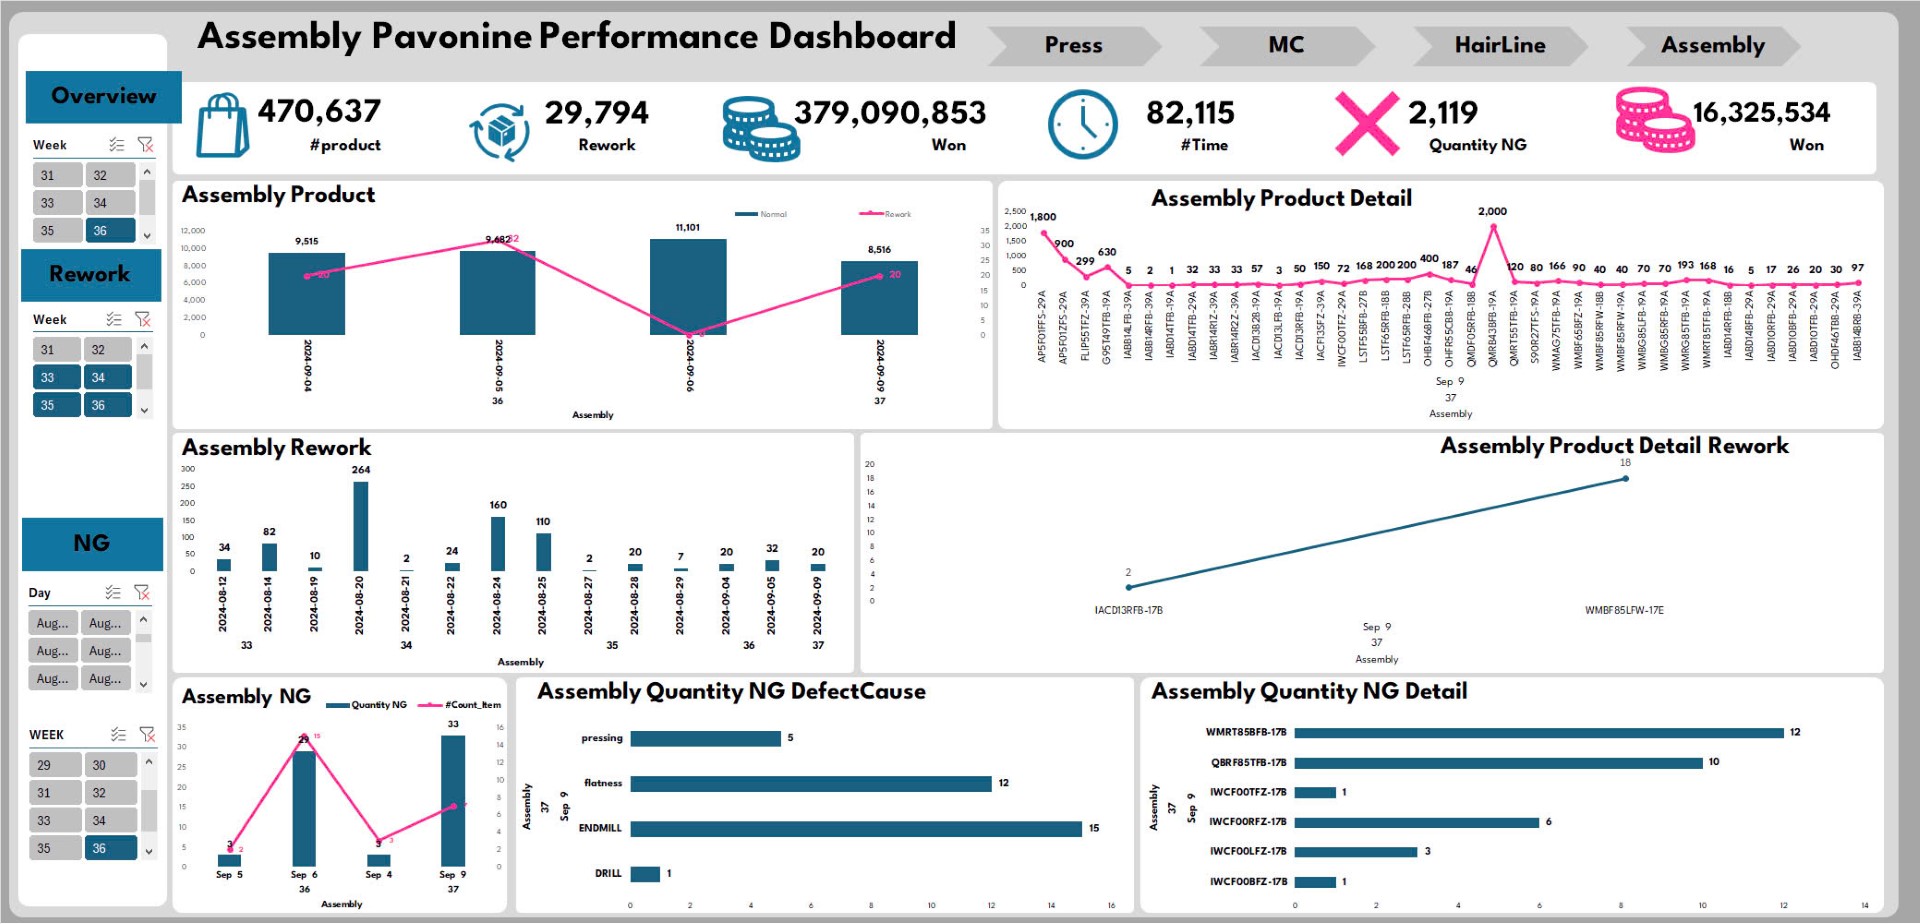 Assembly Pavonine Performance Dashboard
Press
MC
HairLine
Assembly
Overview
470,637
#product
29,794
Rework
379,090,853
Won
82,115
#Time
2,119
Quantity NG
16,325,534
Won
Week
31 32
33 34
35 36
Rework
Week
31 32
33 34
35 36
NG
Day
Aug... Aug...
Aug... Aug...
Aug... Aug...
WEEK
29 30
31 32
33 34
35 36
Assembly Product
Normal Rework
12,000
10,000
8,000
6,000
4,000
2,000
0
9,515 9,682 11,101 8,516
20 32 0 20
35
30
25
20
15
10
5
0
2024-09-04 2024-09-05 2024-09-06 2024-09-09
36 37
Assembly
Assembly Product Detail
2,500
2,000
1,500
1,000
500
0
1,800 900 299 630 5 2 1 32 33 33 57 3 50 150 72 168 200 200 400 187 46 2,000 120 80 166 90 40 40 70 70 193 168 16 5 17 26 20 30 97
AP5F01FFS-29A
AP5F01ZFS-29A
FLIP55TFZ-39A
G95T49TFB-19A
IABB14LFB-39A
IABB14RFB-39A
IABD14TFB-19A
IABD14TFB-29A
IABR14R1Z-39A
IABR14R2Z-39A
IACD13B2B-19A
IACD13LFB-19A
IACD13RFB-19A
IACF13SFZ-39A
IWCF00TFZ-29A
LSTF55BFB-27B
LSTF65RFB-18B
LSTF65RFB-28B
OHBF46BFB-27B
OHFR55CBB-19A
QMDF05RFB-18B
QMRB43BFB-19A
QMRT55TFB-19A
S90R27TFS-19A
WMAG75TFB-19A
WMBF65BFZ-19A
WMBF85RFW-18B
WMBF85RFW-19A
WMBG85LFB-19A
WMBG85RFB-19A
WMRG85TFB-19A
WMRT85TFB-19A
IABD14RFB-18B
IABD14BFB-29A
IABD10RFB-29A
IABD10BFB-29A
IABD10TFB-29A
OHDF46TBB-29A
IABB14BRB-39A
Sep 9
37
Assembly
Assembly Rework
300
250
200
150
100
50
0
34 82 10 264 2 24 160 110 2 20 7 20 32 20
2024-08-12 2024-08-14 2024-08-19 2024-08-20 2024-08-21 2024-08-22 2024-08-24 2024-08-25 2024-08-27 2024-08-28 2024-08-29 2024-09-04 2024-09-05 2024-09-09
33 34 35 36 37
Assembly
Assembly Product Detail Rework
20
18
16
14
12
10
8
6
4
2
0
2 18
IACD13RFB-17B WMBF85LFW-17E
Sep 9
37
Assembly
Assembly NG
Quantity NG #Count_Item
35
30
25
20
15
10
5
0
3 29 3 33
2 15 3
16
14
12
10
8
6
4
2
0
Sep 5 Sep 6 Sep 4 Sep 9
36 37
Assembly
Assembly Quantity NG DefectCause
Assembly
37
Sep 9
pressing 5
flatness 12
ENDMILL 15
DRILL 1
0 2 4 6 8 10 12 14 16
Assembly Quantity NG Detail
Assembly
37
Sep 9
WMRT85BFB-17B 12
QBRF85TFB-17B 10
IWCF00TFZ-17B 1
IWCF00RFZ-17B 6
IWCF00LFZ-17B 3
IWCF00BFZ-17B 1
0 2 4 6 8 10 12 14